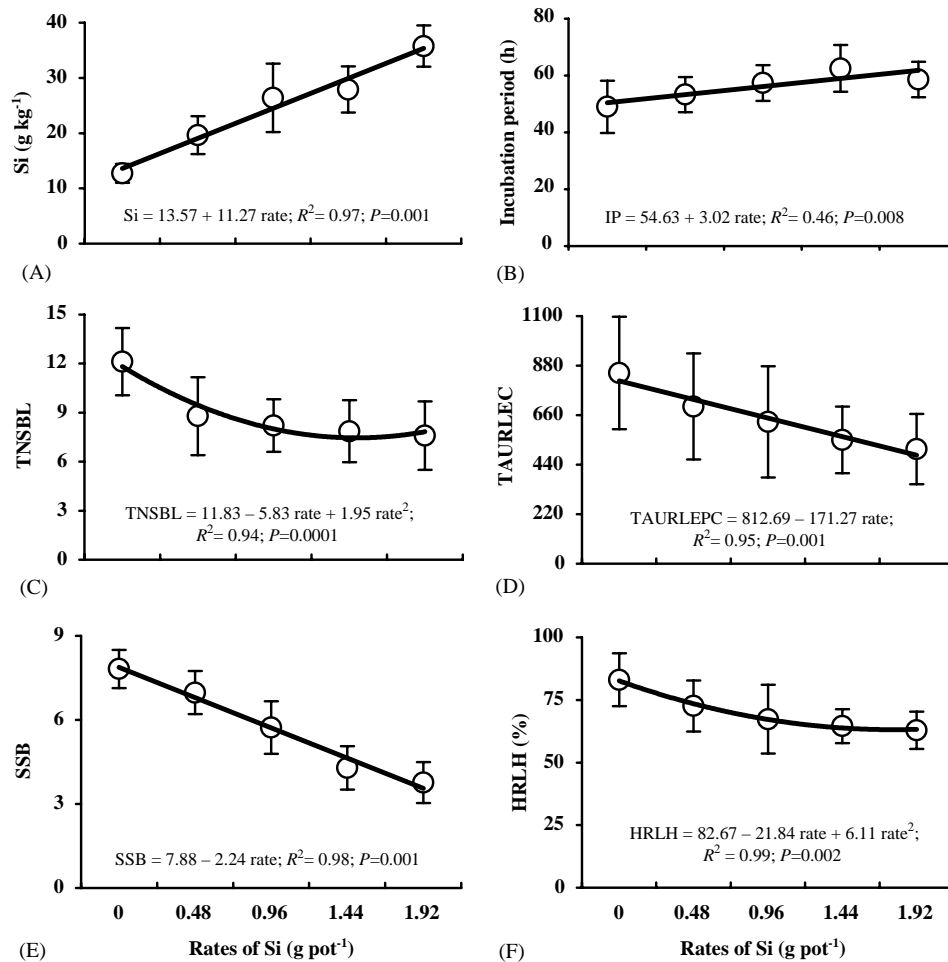 40
30
20
10
0
Si (g kg-1)
Si = 13.57 + 11.27 rate; R2= 0.97; P=0.001
(A)
80
60
40
20
0
Incubation period (h)
IP = 54.63 + 3.02 rate; R2= 0.46; P=0.008
(B)
15
12
9
6
3
0
TNSBL
TNSBL = 11.83 – 5.83 rate + 1.95 rate2;
R2= 0.94; P=0.0001
(C)
1100
880
660
440
220
0
TAURLEC
TAURLEPC = 812.69 – 171.27 rate;
R2= 0.95; P=0.001
(D)
9
6
3
0
SSB
SSB = 7.88 – 2.24 rate; R2= 0.98; P=0.001
0 0.48 0.96 1.44 1.92
(E)
Rates of Si (g pot-1)
100
75
50
25
0
HRLH (%)
HRLH = 82.67 – 21.84 rate + 6.11 rate2;
R2 = 0.99; P=0.002
0 0.48 0.96 1.44 1.92
(F)
Rates of Si (g pot-1)